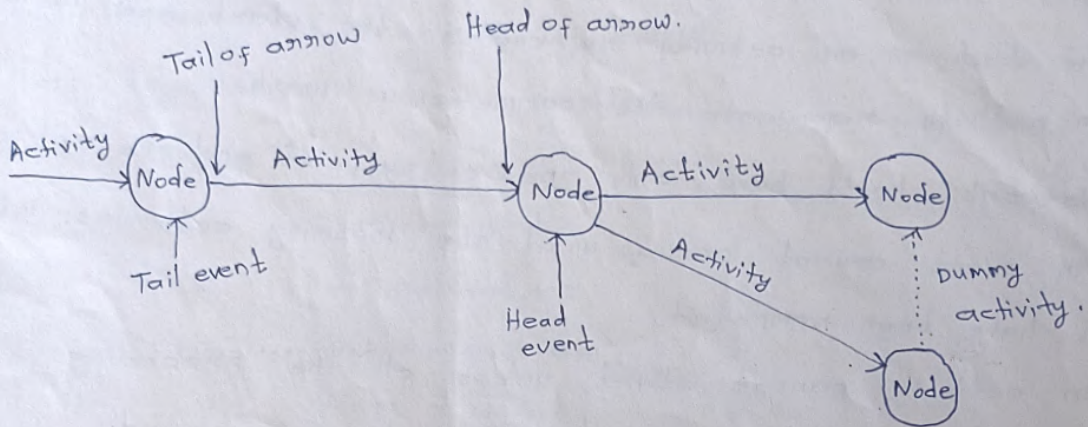 Head of arrow.
Tail of arrow
Activity
Node
Activity
Node
Activity
Node
Tail event
Activity
Dummy
activity.
Head
event
Node